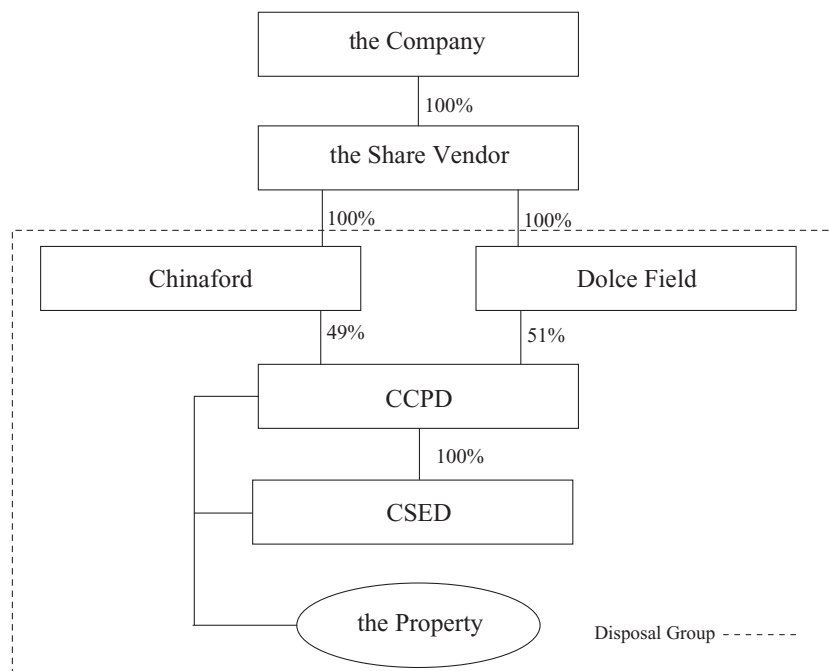 the Company
100%
the Share Vendor
100%
100%
Chinaford
Dolce Field
49%
51%
CCPD
100%
CSED
the Property
Disposal Group